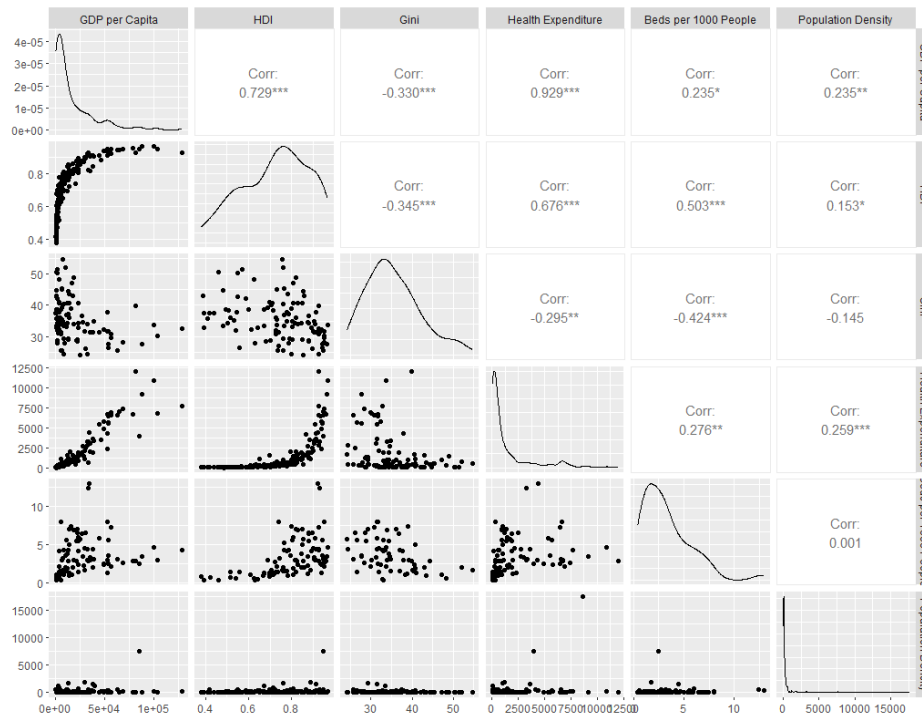 GDP per Capita HDI Gini Health Expenditure Beds per 1000 People Population Density
4e-05
3e-05
2e-05
1e-05
0e+00
Corr:
0.729***
Corr:
-0.330***
Corr:
0.929***
Corr:
0.235*
Corr:
0.235**
0.8
0.6
0.4
Corr:
-0.345***
Corr:
0.676***
Corr:
0.503***
Corr:
0.153*
50
40
30
Corr:
-0.295**
Corr:
-0.424***
Corr:
-0.145
12500
10000
7500
5000
2500
0
Corr:
0.276**
Corr:
0.259***
10
5
0
Corr:
0.001
15000
10000
5000
0
0e+00 5e+04 1e+05 0.4 0.6 0.8 30 40 50 0 2500 5000 7500 10000 12500 0 5 10 0 5000 10000 15000